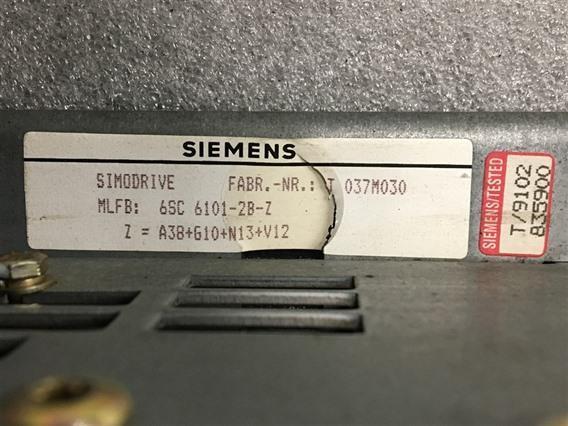 SIEMENS
SIMODRIVE FABR.-NR.: T 037M030
MLFB: 6SC 6101-2B-Z
Z = A38+G10+N13+V12
SIEMENS/TESTED
T/9102
835900